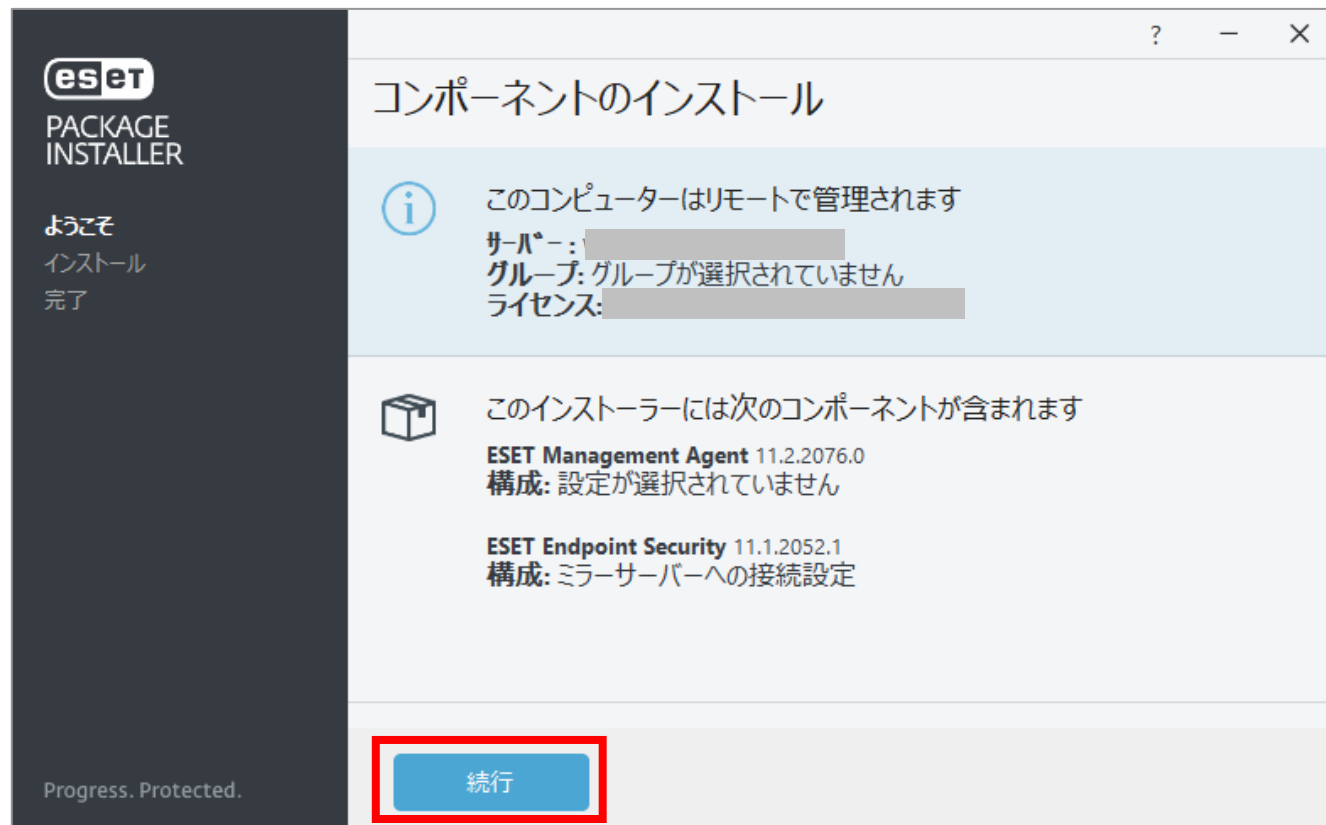 eset
PACKAGE
INSTALLER
ようこそ
インストール
完了
Progress. Protected.
?
コンポーネントのインストール
このコンピューターはリモートで管理されます
サーバー:
グループ: グループが選択されていません
ライセンス:
このインストーラーには次のコンポーネントが含まれます
ESET Management Agent 11.2.2076.0
構成: 設定が選択されていません
ESET Endpoint Security 11.1.2052.1
構成: ミラーサーバーへの接続設定
続行